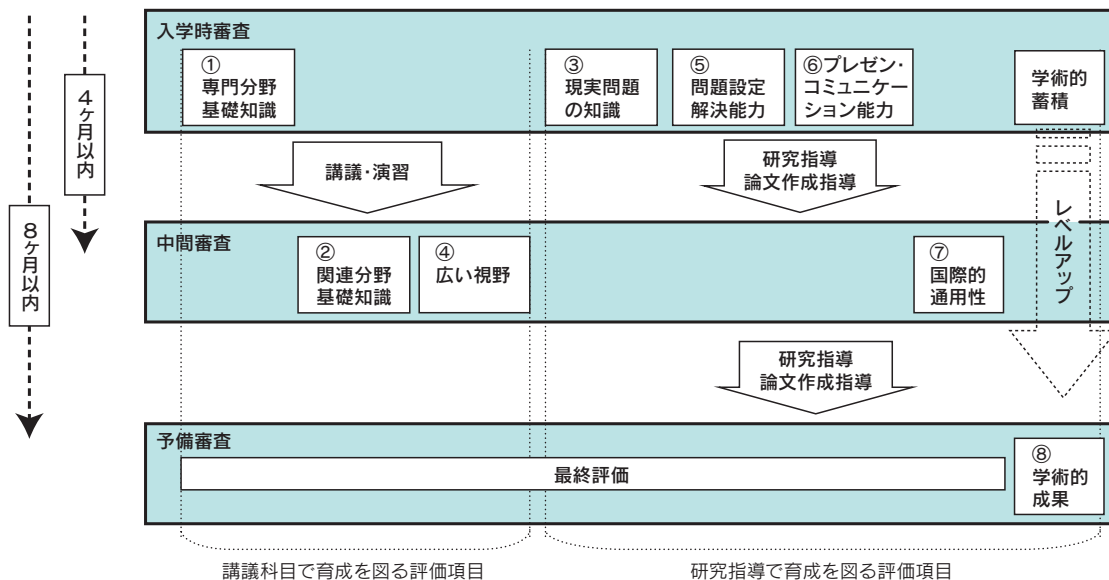 4ヶ月以内
8ヶ月以内
入学時審査
①
専門分野
基礎知識
③
現実問題
の知識
⑤
問題設定
解決能力
⑥プレゼン・
コミュニケー
ション能力
学術的
蓄積
講義・演習
研究指導
論文作成指導
レベルアップ
中間審査
②
関連分野
基礎知識
④
広い視野
⑦
国際的
通用性
研究指導
論文作成指導
予備審査
最終評価
⑧
学術的
成果
講義科目で育成を図る評価項目
研究指導で育成を図る評価項目